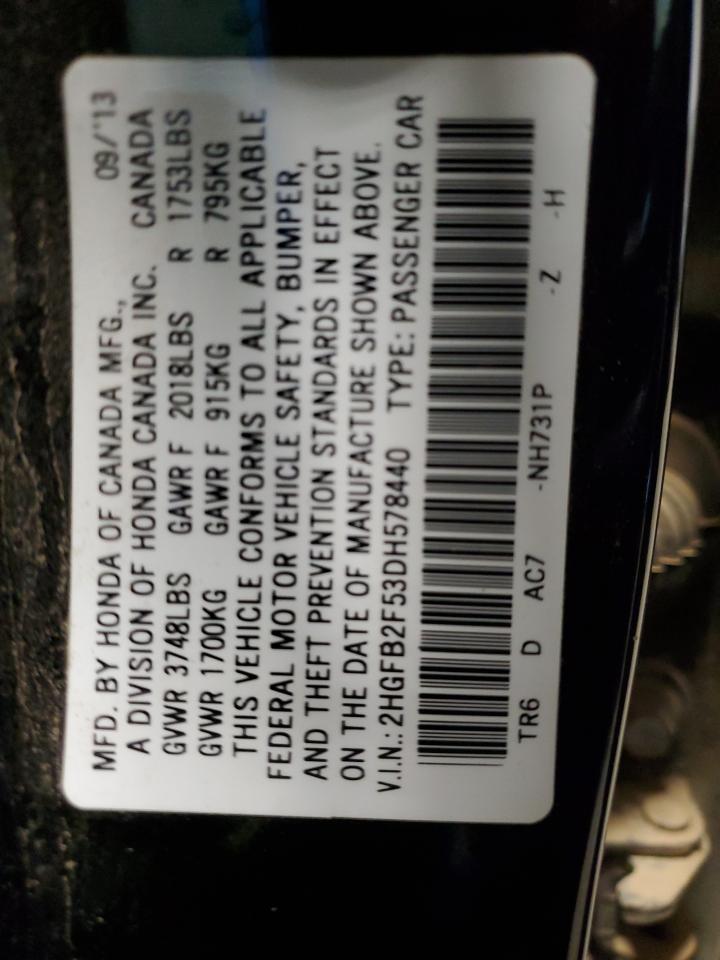 MFD. BY HONDA OF CANADA MFG., 09/'13
A DIVISION OF HONDA CANADA INC. CANADA
GVWR 3748LBS GAWR F 2018LBS R 1753LBS
GVWR 1700KG GAWR F 915KG R 795KG
THIS VEHICLE CONFORMS TO ALL APPLICABLE
FEDERAL MOTOR VEHICLE SAFETY, BUMPER,
AND THEFT PREVENTION STANDARDS IN EFFECT
ON THE DATE OF MANUFACTURE SHOWN ABOVE.
V.I.N.: 2HGFB2F53DH578440 TYPE: PASSENGER CAR
TR6 D AC7 -NH731P -Z -H